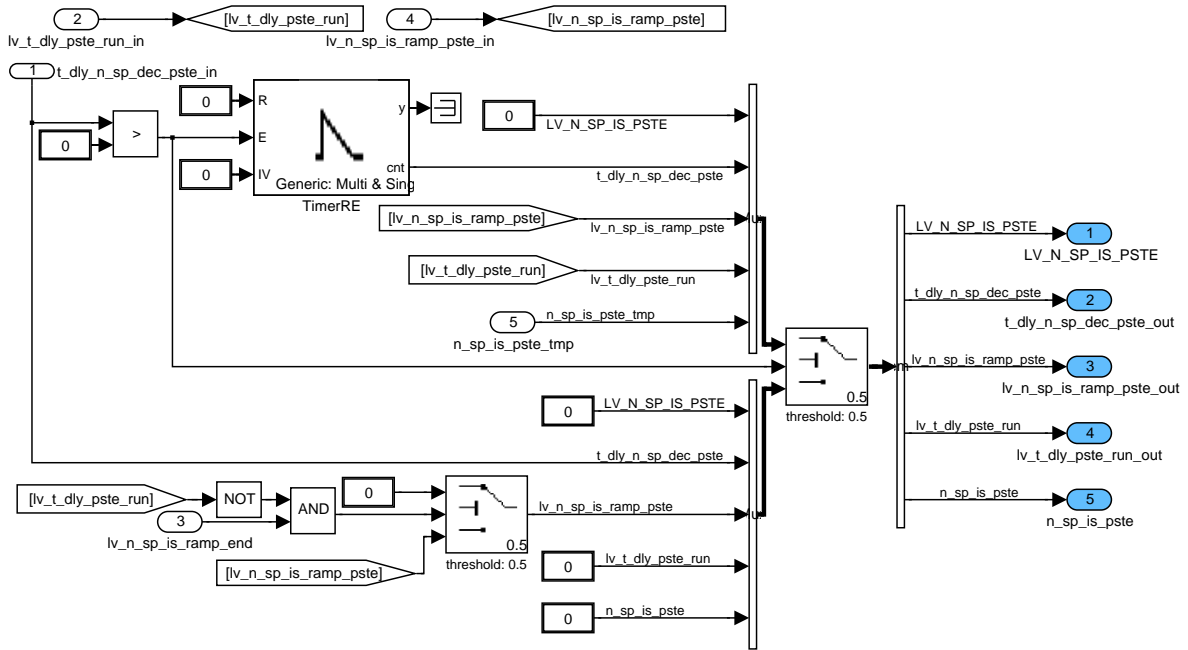 2
lv_t_dly_pste_run_in
[lv_t_dly_pste_run]
4
lv_n_sp_is_ramp_pste_in
[lv_n_sp_is_ramp_pste]
1
t_dly_n_sp_dec_pste_in
0
>
0
R
E
0
IV
y
cnt
Generic: Multi & Sing
TimerRE
0
LV_N_SP_IS_PSTE
t_dly_n_sp_dec_pste
[lv_n_sp_is_ramp_pste]
lv_n_sp_is_ramp_pste
[lv_t_dly_pste_run]
lv_t_dly_pste_run
5
n_sp_is_pste_tmp
n_sp_is_pste_tmp
0.5
threshold: 0.5
LV_N_SP_IS_PSTE
1
LV_N_SP_IS_PSTE
t_dly_n_sp_dec_pste
2
t_dly_n_sp_dec_pste_out
lv_n_sp_is_ramp_pste
3
lv_n_sp_is_ramp_pste_out
lv_t_dly_pste_run
4
lv_t_dly_pste_run_out
n_sp_is_pste
5
n_sp_is_pste
0
LV_N_SP_IS_PSTE
t_dly_n_sp_dec_pste
[lv_t_dly_pste_run]
NOT
AND
3
lv_n_sp_is_ramp_end
0
0.5
threshold: 0.5
[lv_n_sp_is_ramp_pste]
lv_n_sp_is_ramp_pste
0
lv_t_dly_pste_run
0
n_sp_is_pste